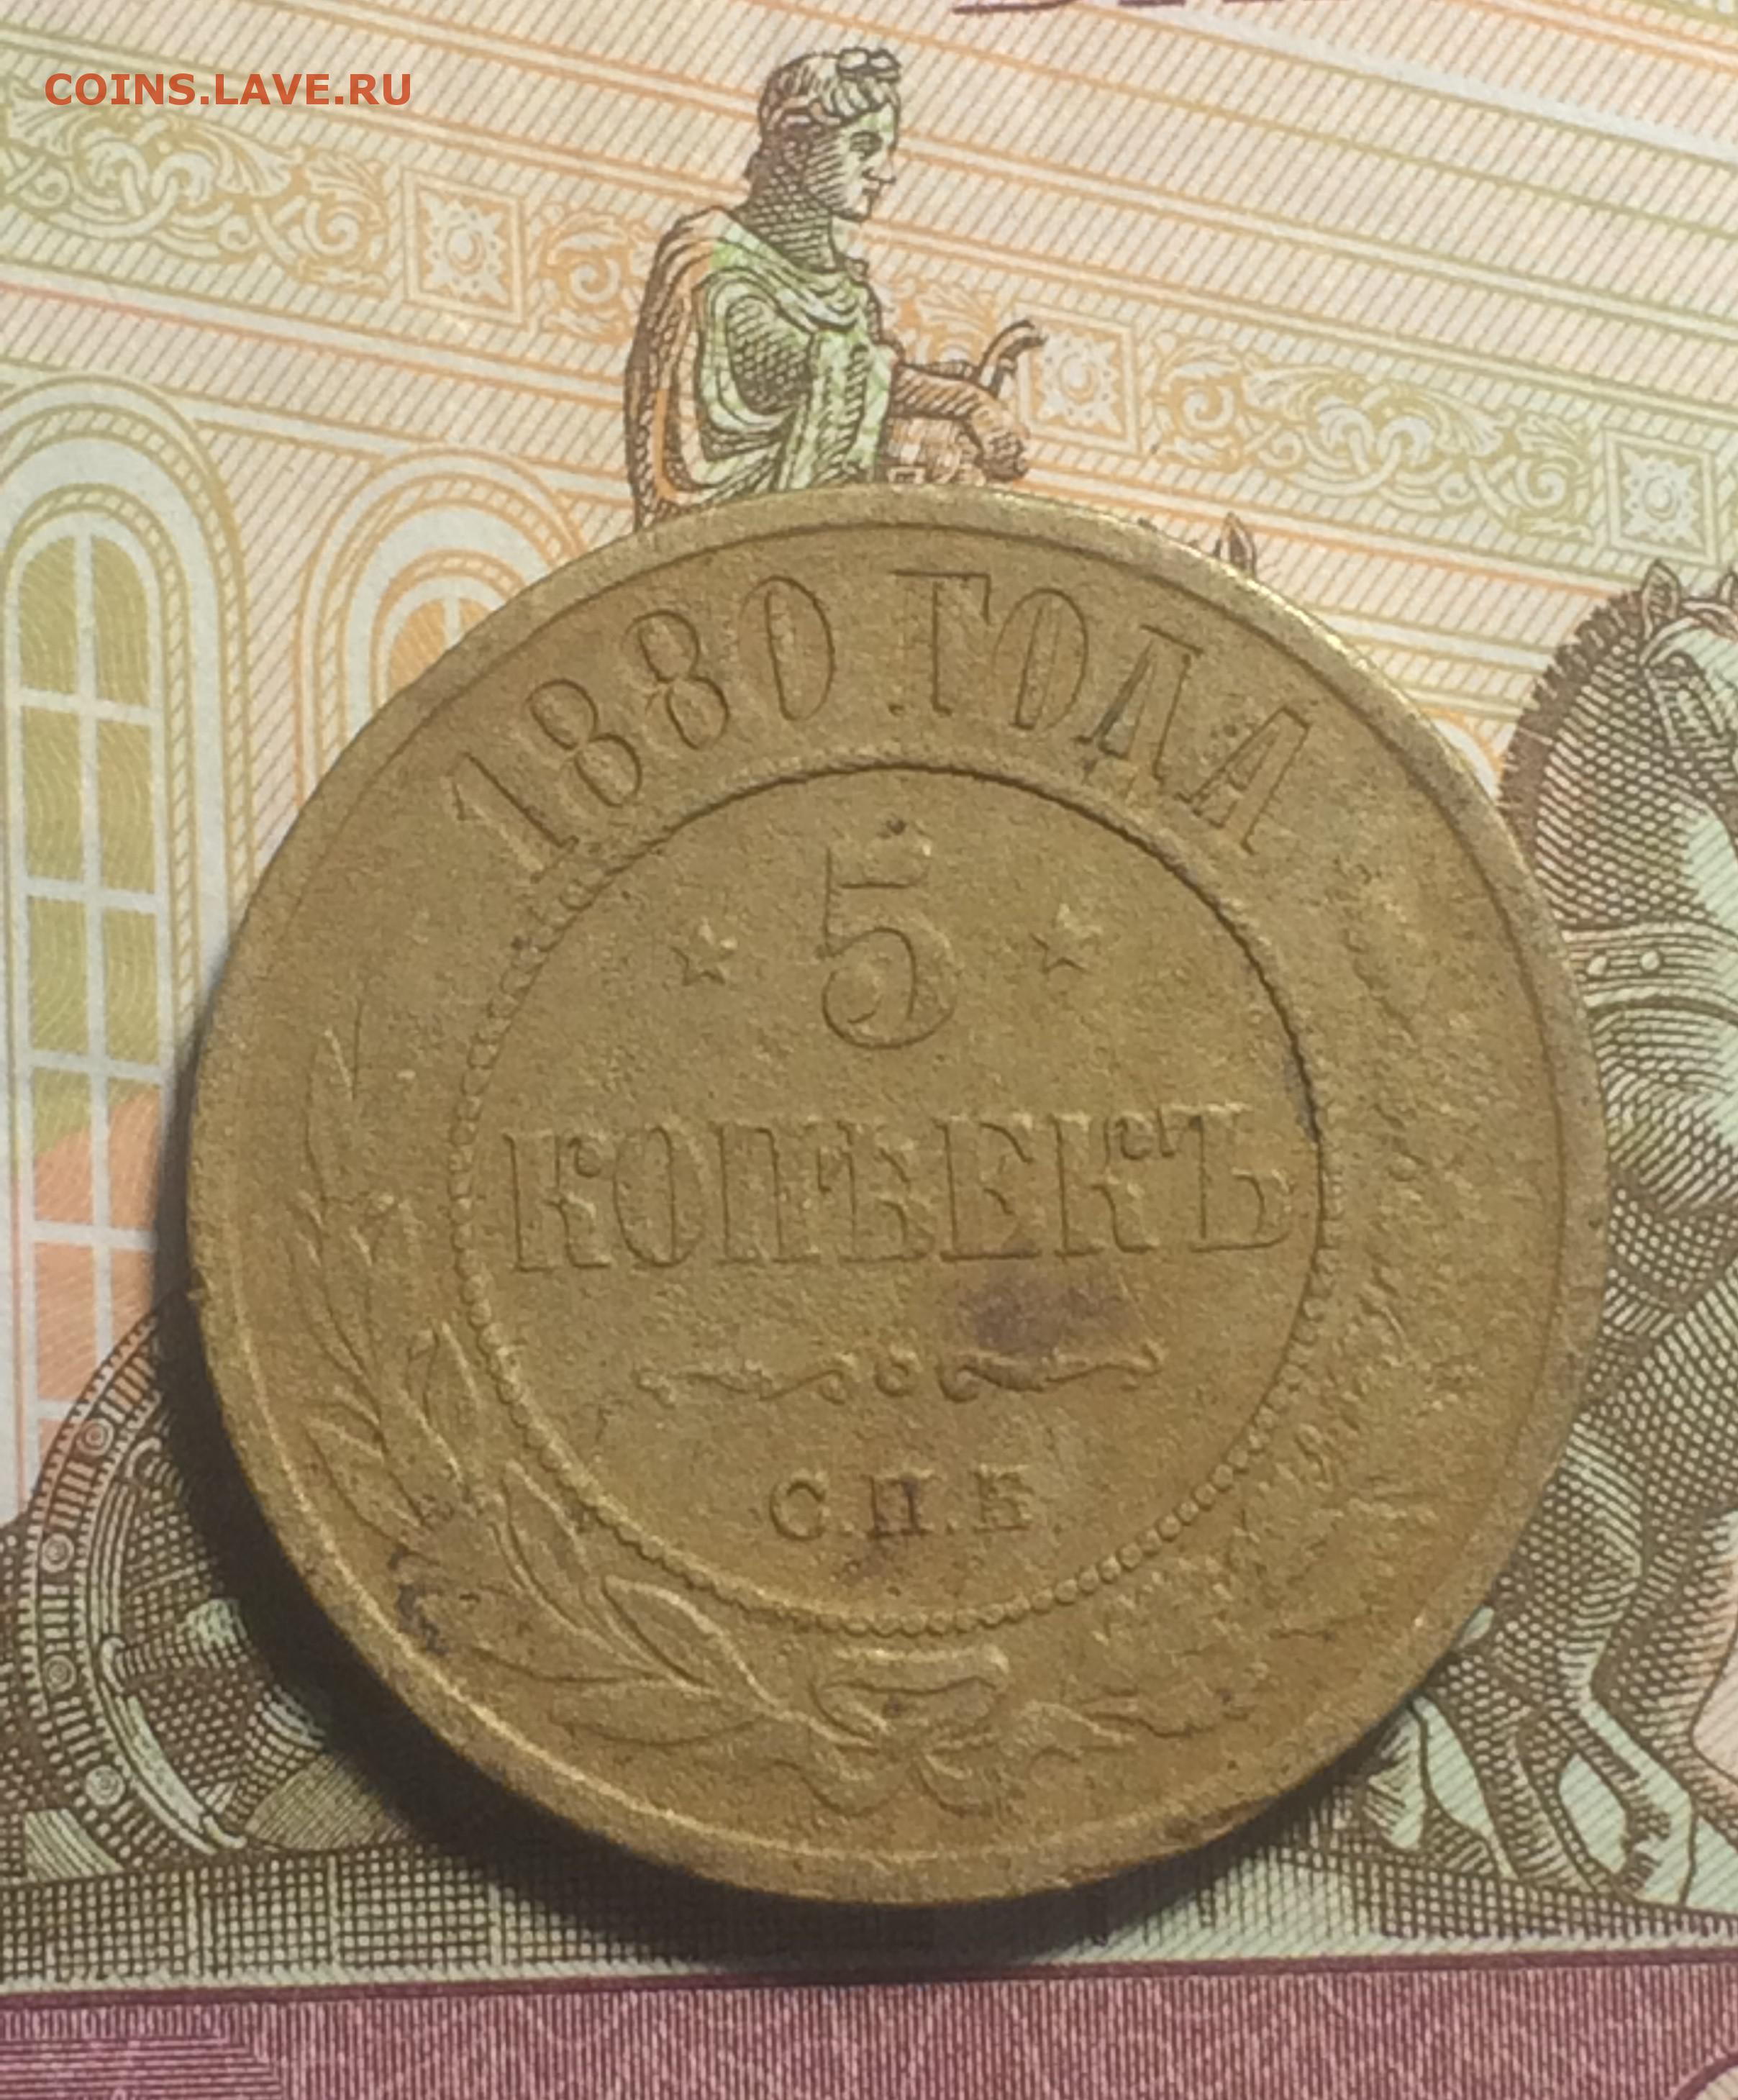 COINS.LAVE.RU
1880 ГОДА
5
КОПѢЕКЪ
С.П.Б.